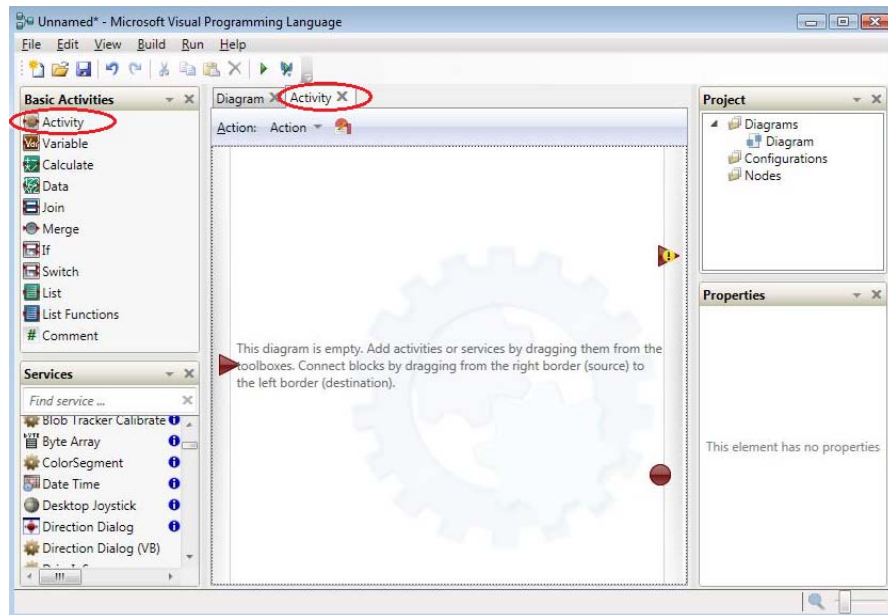 Unnamed* - Microsoft Visual Programming Language
File Edit View Build Run Help
Basic Activities
Activity
Variable
Calculate
Data
Join
Merge
If
Switch
List
List Functions
# Comment
Services
Find service ...
Blob Tracker Calibrate
Byte Array
ColorSegment
Date Time
Desktop Joystick
Direction Dialog
Direction Dialog (VB)
Diagram Activity
Action: Action
This diagram is empty. Add activities or services by dragging them from the
toolboxes. Connect blocks by dragging from the right border (source) to
the left border (destination).
Project
Diagrams
Diagram
Configurations
Nodes
Properties
This element has no properties